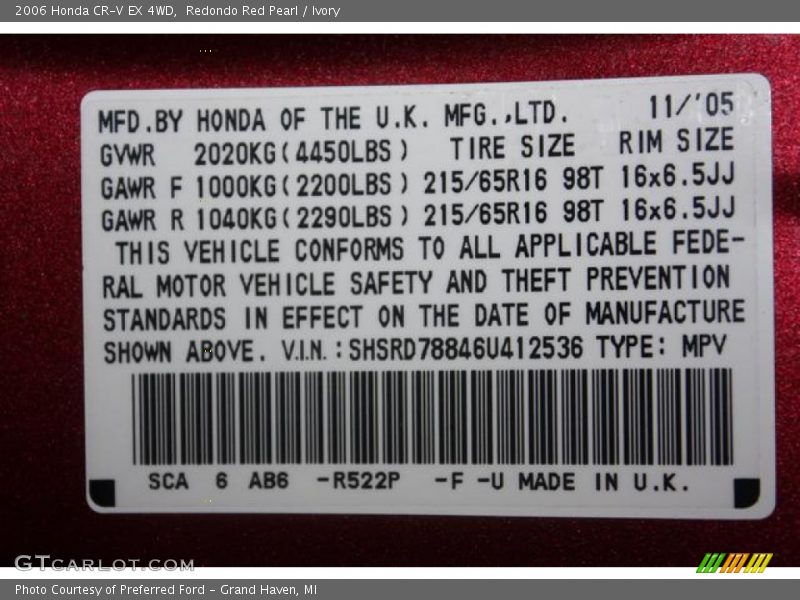 2006 Honda CR-V EX 4WD, Redondo Red Pearl / Ivory
MFD.BY HONDA OF THE U.K. MFG.,LTD. 11/'05
GVWR 2020KG(4450LBS) TIRE SIZE RIM SIZE
GAWR F 1000KG(2200LBS) 215/65R16 98T 16x6.5JJ
GAWR R 1040KG(2290LBS) 215/65R16 98T 16x6.5JJ
THIS VEHICLE CONFORMS TO ALL APPLICABLE FEDE-
RAL MOTOR VEHICLE SAFETY AND THEFT PREVENTION
STANDARDS IN EFFECT ON THE DATE OF MANUFACTURE
SHOWN ABOVE. V.I.N.:SHSRD78846U412536 TYPE: MPV
SCA 6 AB6 -R522P -F -U MADE IN U.K.
GTCARLOT.COM
Photo Courtesy of Preferred Ford - Grand Haven, MI